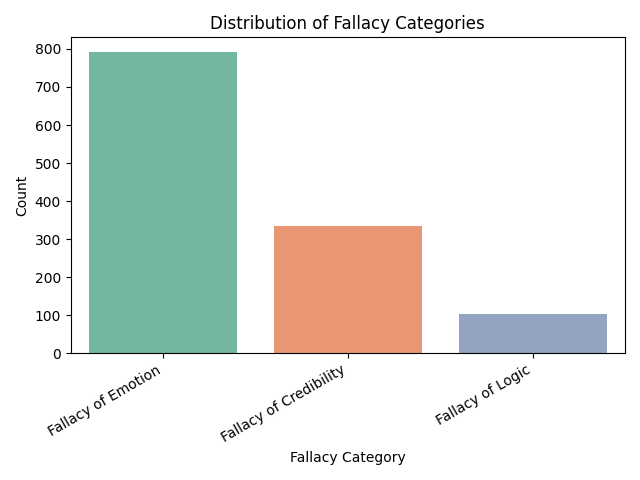 Distribution of Fallacy Categories
800
700
600
500
400
300
200
100
0
Count
Fallacy of Emotion
Fallacy of Credibility
Fallacy of Logic
Fallacy Category